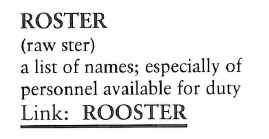 ROSTER
(raw ster)
a list of names; especially of
personnel available for duty
Link: ROOSTER